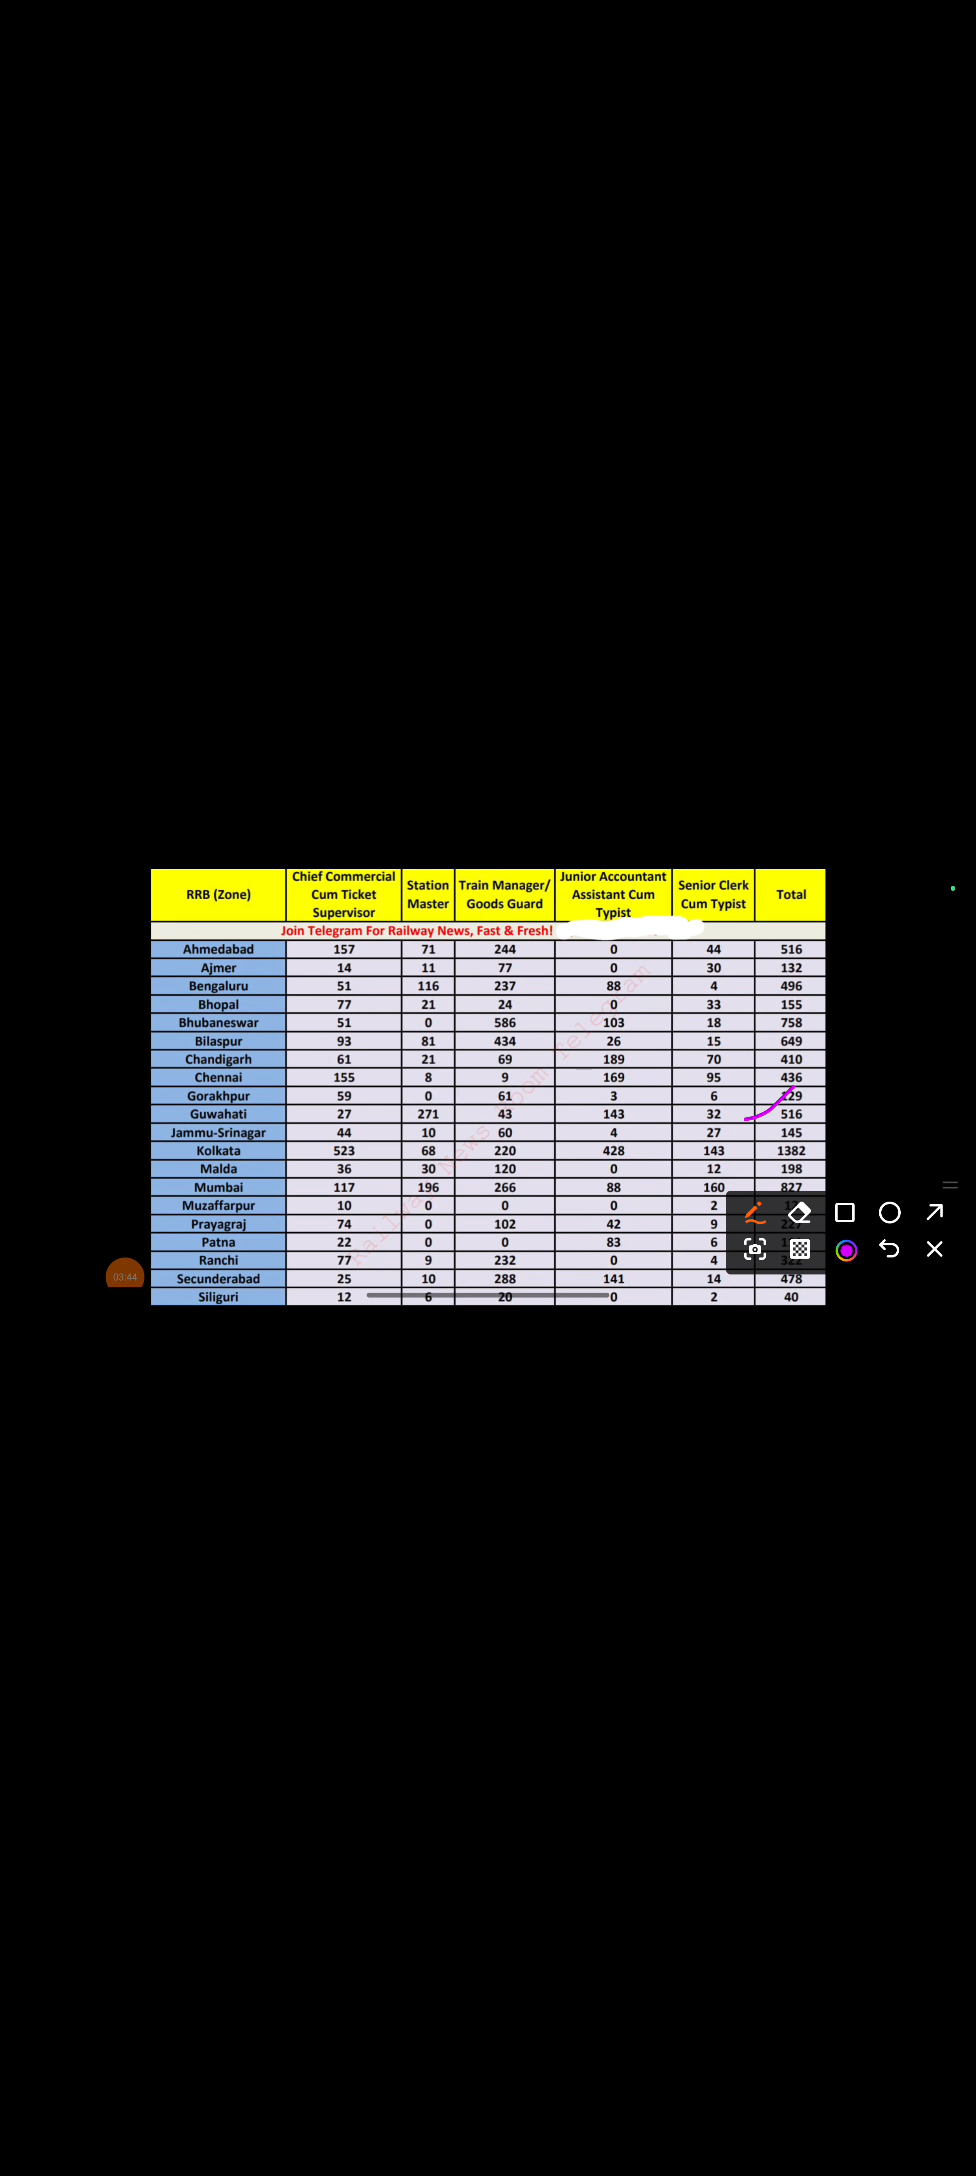 RRB (Zone) Chief Commercial Cum Ticket Supervisor Station Master Train Manager/ Goods Guard Junior Accountant Assistant Cum Typist Senior Clerk Cum Typist Total
Join Telegram For Railway News, Fast & Fresh!
Ahmedabad 157 71 244 0 44 516
Ajmer 14 11 77 0 30 132
Bengaluru 51 116 237 88 4 496
Bhopal 77 21 24 0 33 155
Bhubaneswar 51 0 586 103 18 758
Bilaspur 93 81 434 26 15 649
Chandigarh 61 21 69 189 70 410
Chennai 155 8 9 169 95 436
Gorakhpur 59 0 61 3 6 129
Guwahati 27 271 43 143 32 516
Jammu-Srinagar 44 10 60 4 27 145
Kolkata 523 68 220 428 143 1382
Malda 36 30 120 0 12 198
Mumbai 117 196 266 88 160 827
Muzaffarpur 10 0 0 0 2
Prayagraj 74 0 102 42 9 227
Patna 22 0 0 83 6
Ranchi 77 9 232 0 4 322
Secunderabad 25 10 288 141 14 478
Siliguri 12 6 20 0 2 40
Railway News Room Telegram
03:44